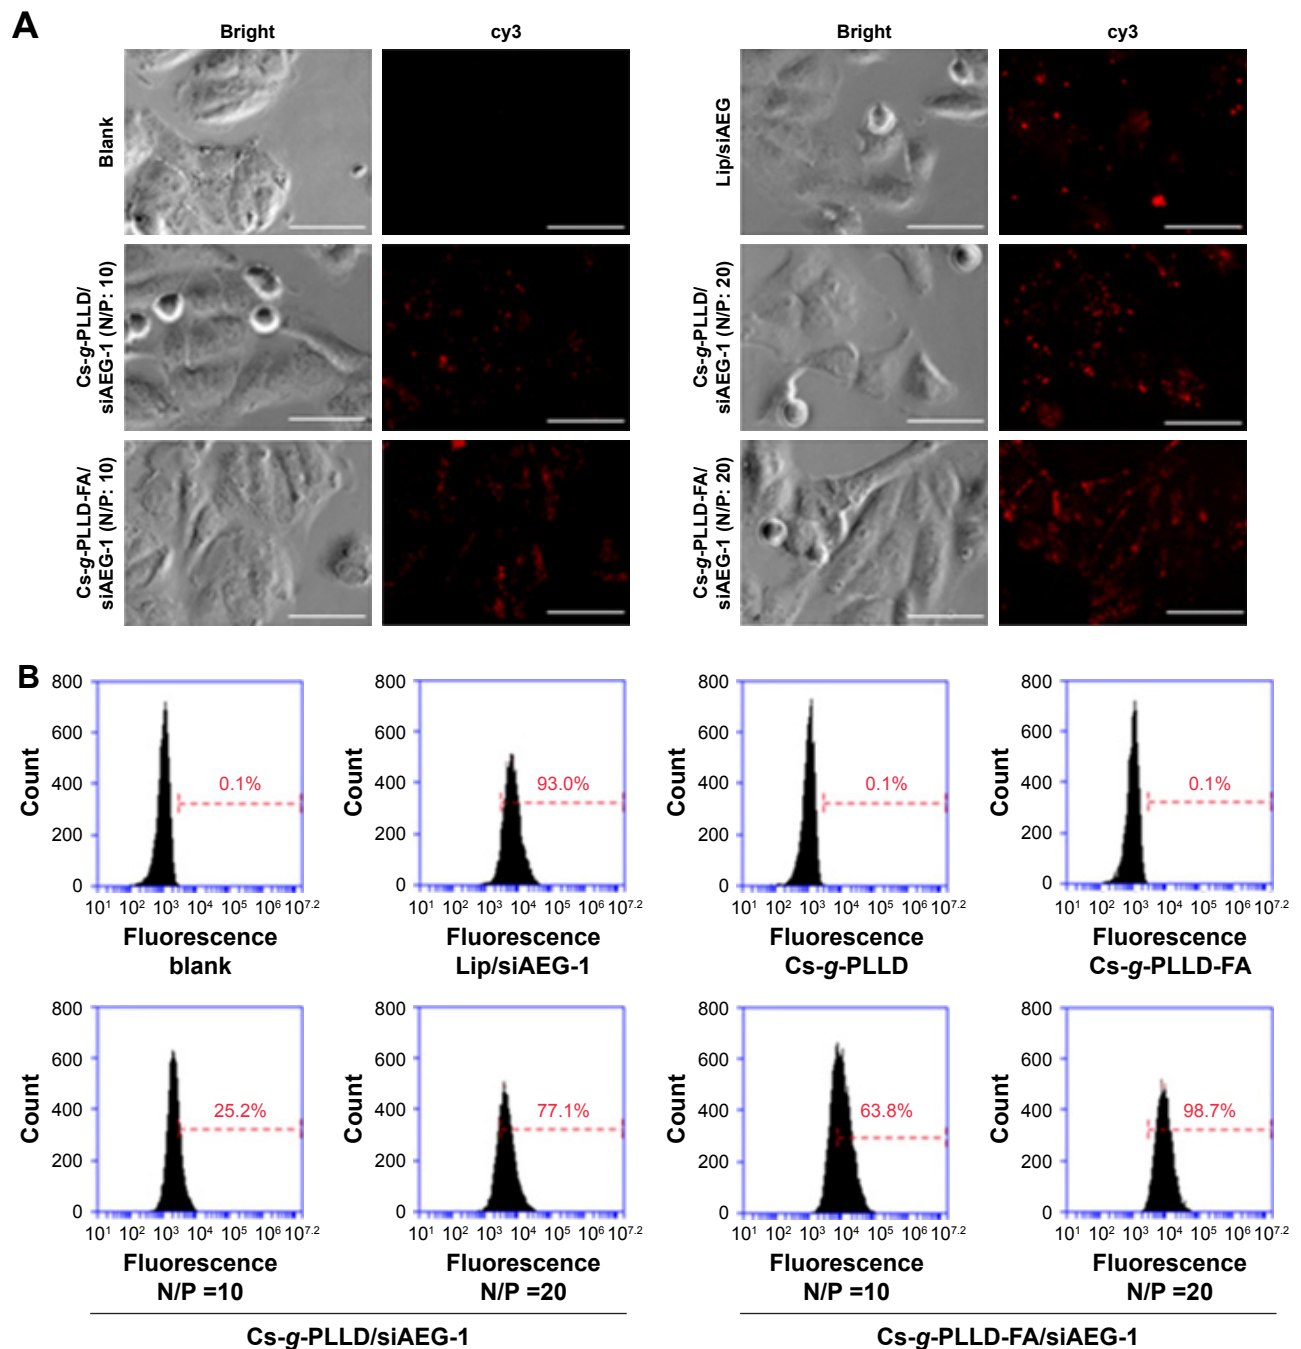 A
Bright
cy3
Bright
cy3
Blank
Lip/siAEG
Cs-g-PLLD/
siAEG-1 (N/P: 10)
Cs-g-PLLD/
siAEG-1 (N/P: 20)
Cs-g-PLLD-FA/
siAEG-1 (N/P: 10)
Cs-g-PLLD-FA/
siAEG-1 (N/P: 20)
B
800
600
400
200
0
Count
0.1%
10¹ 10² 10³ 10⁴ 10⁵ 10⁶ 10⁷·²
Fluorescence
blank
800
600
400
200
0
Count
93.0%
10¹ 10² 10³ 10⁴ 10⁵ 10⁶ 10⁷·²
Fluorescence
Lip/siAEG-1
800
600
400
200
0
Count
0.1%
10¹ 10² 10³ 10⁴ 10⁵ 10⁶ 10⁷·²
Fluorescence
Cs-g-PLLD
800
600
400
200
0
Count
0.1%
10¹ 10² 10³ 10⁴ 10⁵ 10⁶ 10⁷·²
Fluorescence
Cs-g-PLLD-FA
800
600
400
200
0
Count
25.2%
10¹ 10² 10³ 10⁴ 10⁵ 10⁶ 10⁷·²
Fluorescence
N/P =10
800
600
400
200
0
Count
77.1%
10¹ 10² 10³ 10⁴ 10⁵ 10⁶ 10⁷·²
Fluorescence
N/P =20
Cs-g-PLLD/siAEG-1
800
600
400
200
0
Count
63.8%
10¹ 10² 10³ 10⁴ 10⁵ 10⁶ 10⁷·²
Fluorescence
N/P =10
800
600
400
200
0
Count
98.7%
10¹ 10² 10³ 10⁴ 10⁵ 10⁶ 10⁷·²
Fluorescence
N/P =20
Cs-g-PLLD-FA/siAEG-1